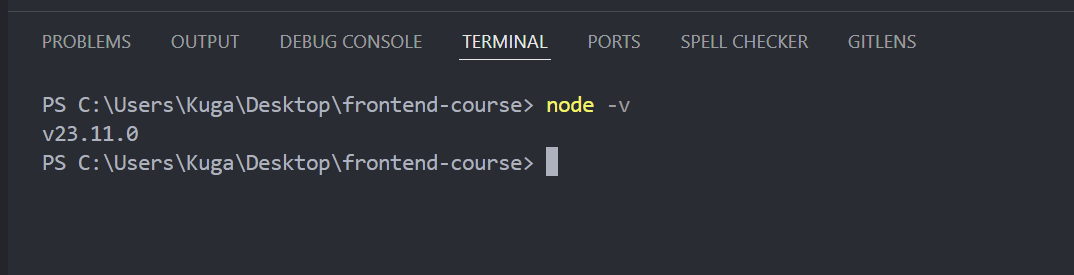 PROBLEMS OUTPUT DEBUG CONSOLE TERMINAL PORTS SPELL CHECKER GITLENS
PS C:\Users\Kuga\Desktop\frontend-course> node -v
v23.11.0
PS C:\Users\Kuga\Desktop\frontend-course>